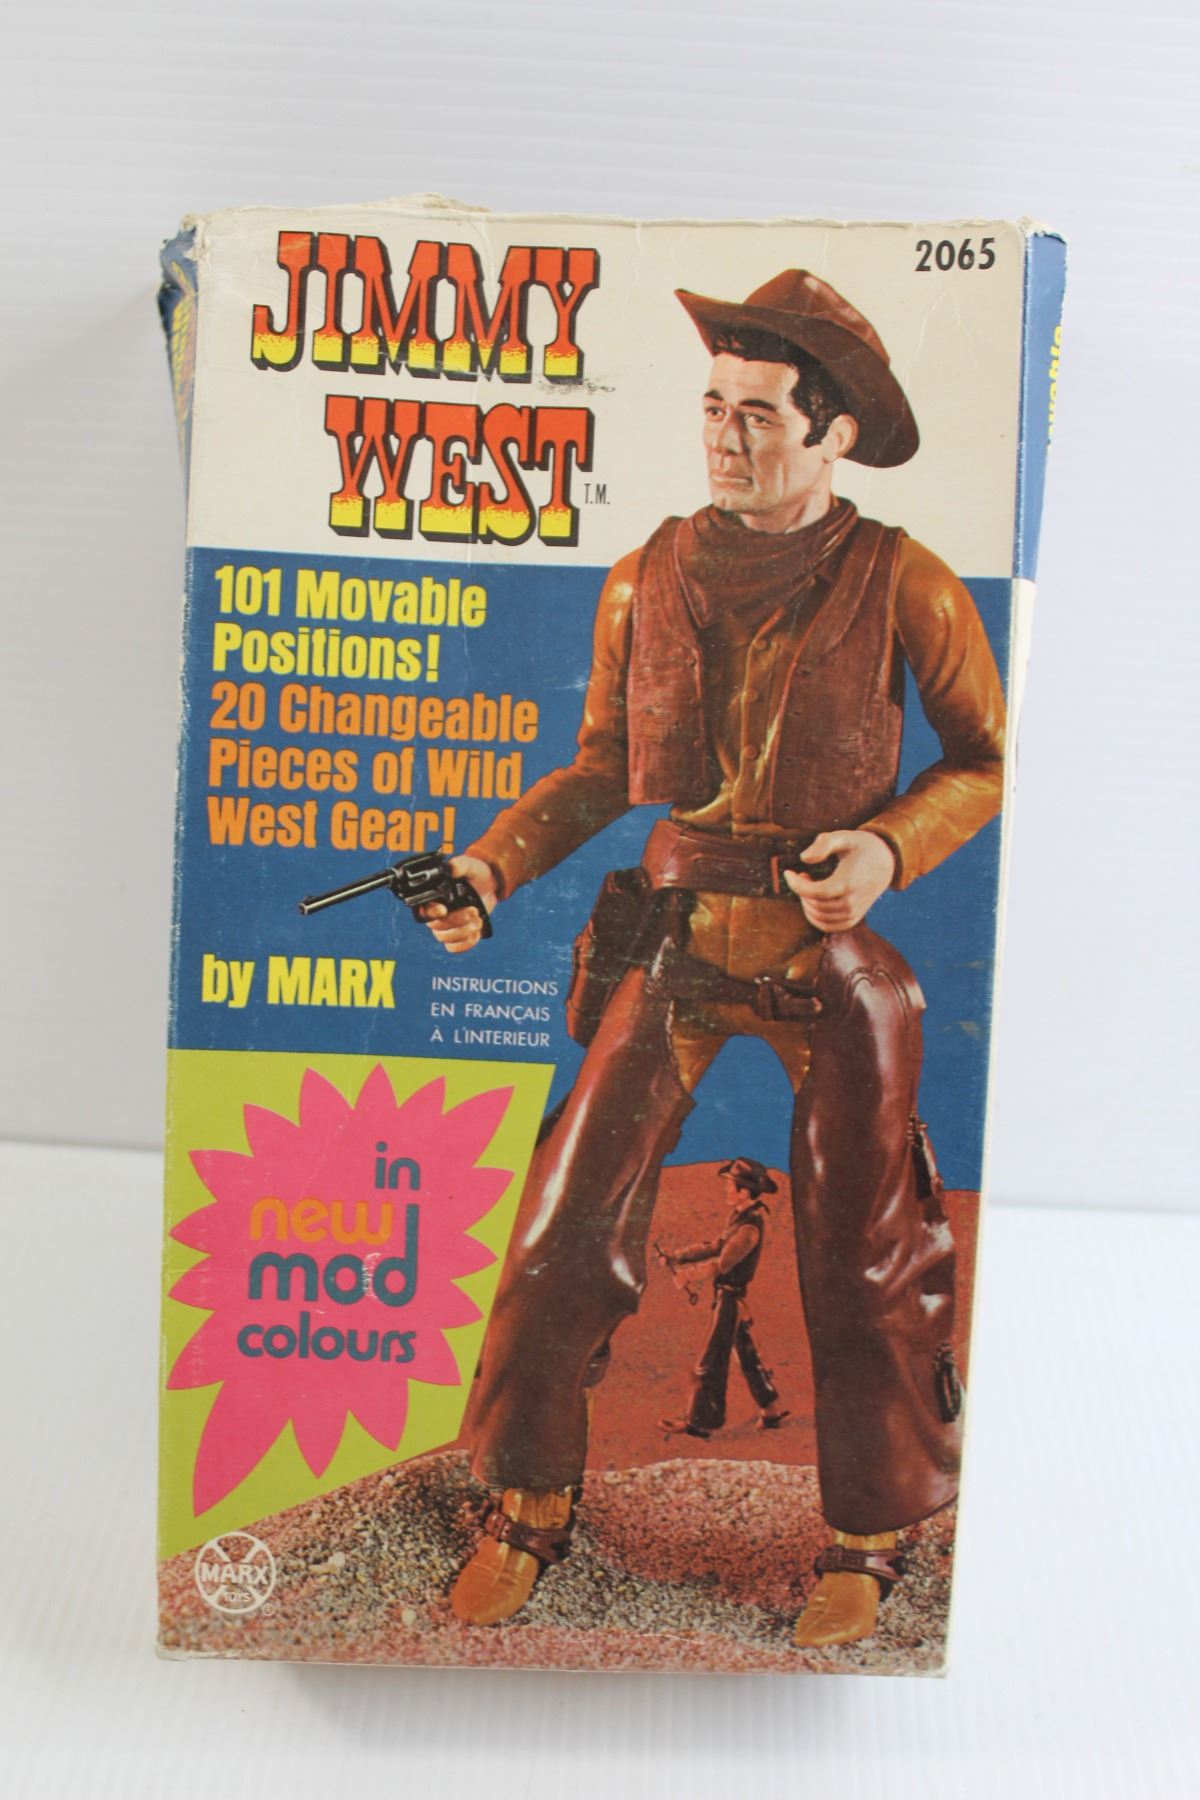 JIMMY
WEST
T.M.
2065
101 Movable
Positions!
20 Changeable
Pieces of Wild
West Gear!
by MARX
INSTRUCTIONS
EN FRANÇAIS
À L'INTERIEUR
in
new
mod
colours
MARX
toys
®